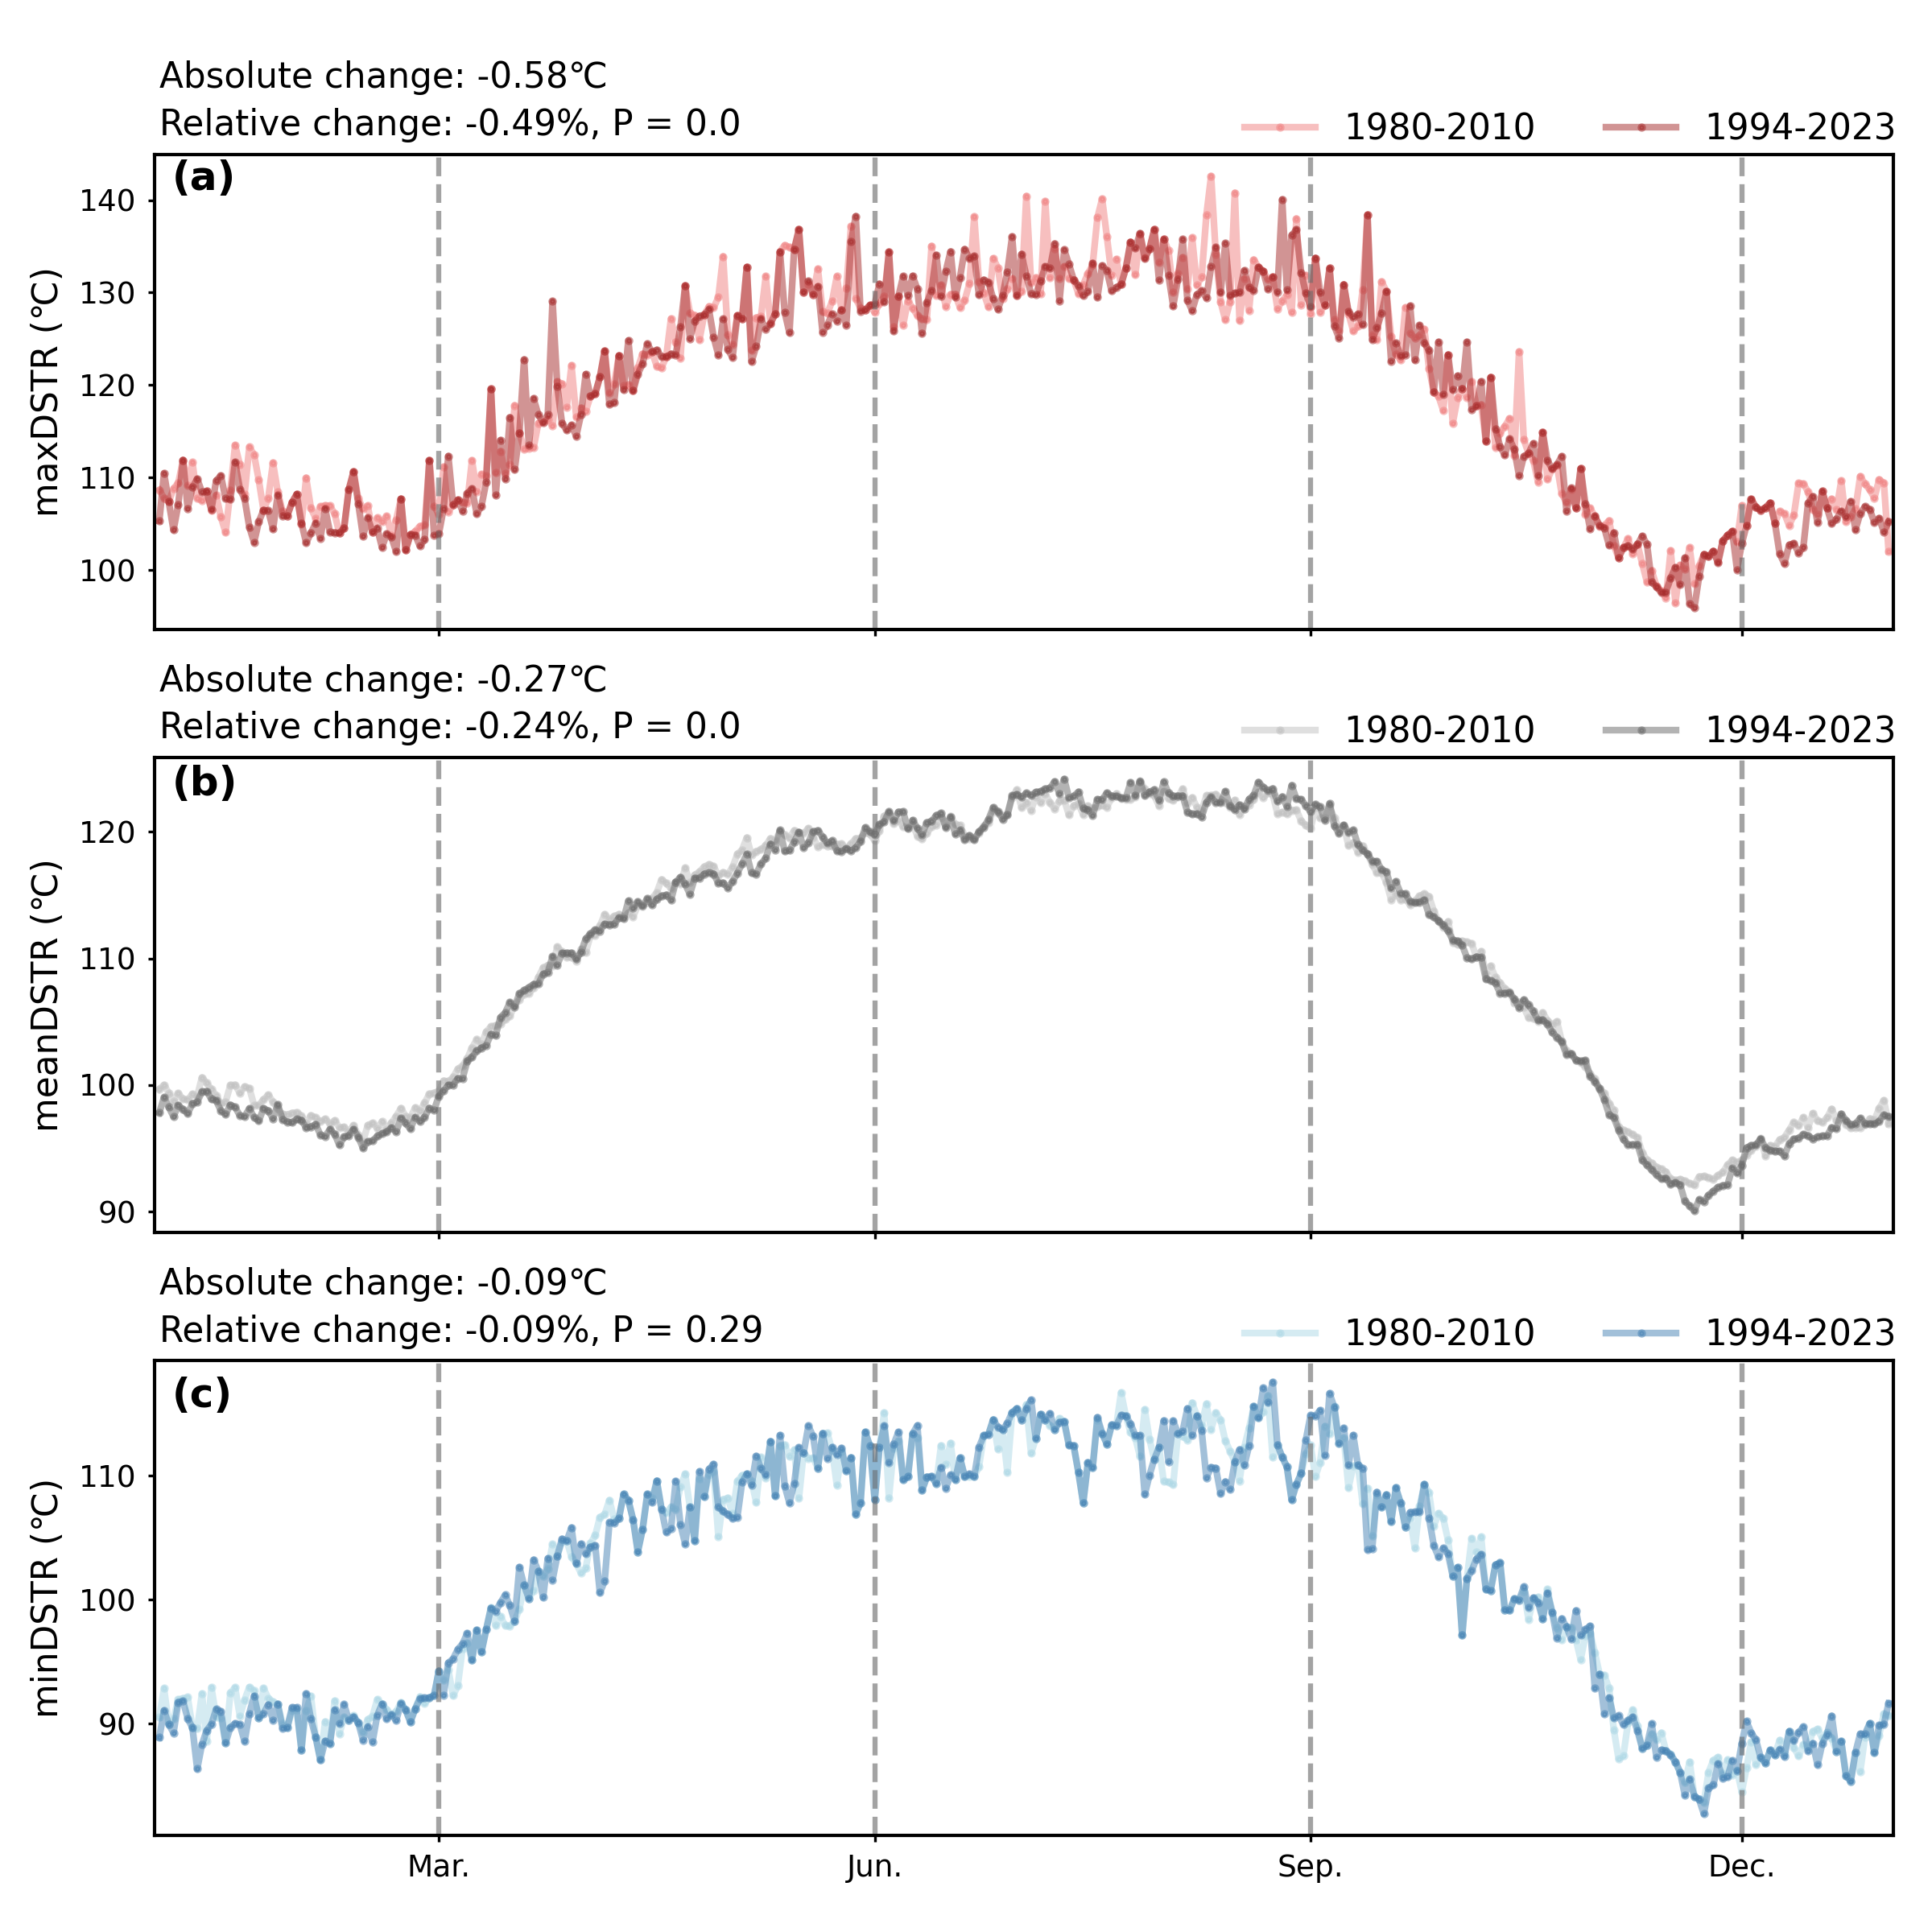 Absolute change: -0.58℃
Relative change: -0.49%, P = 0.0
1980-2010 1994-2023
(a)
140
130
120
110
100
maxDSTR (℃)
Absolute change: -0.27℃
Relative change: -0.24%, P = 0.0
1980-2010 1994-2023
(b)
120
110
100
90
meanDSTR (℃)
Absolute change: -0.09℃
Relative change: -0.09%, P = 0.29
1980-2010 1994-2023
(c)
110
100
90
minDSTR (℃)
Mar. Jun. Sep. Dec.